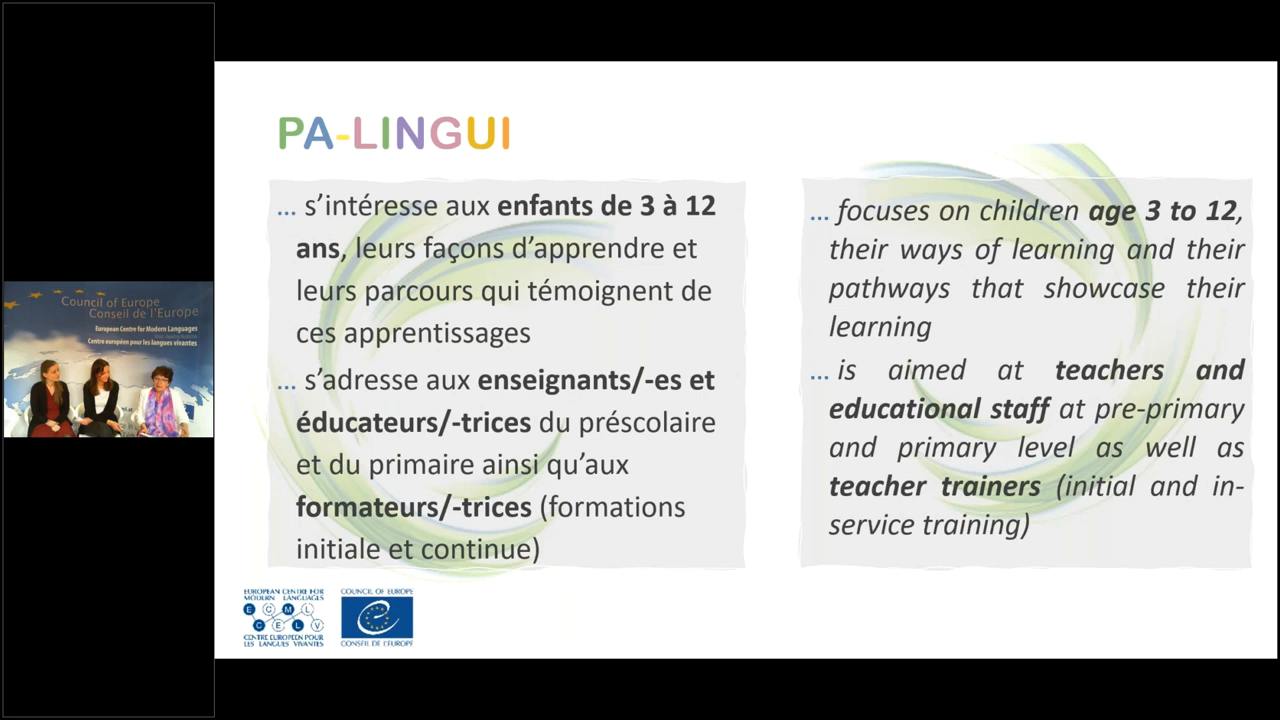 PA-LINGUI
... s’intéresse aux enfants de 3 à 12
ans, leurs façons d’apprendre et
leurs parcours qui témoignent de
ces apprentissages
... s’adresse aux enseignants/-es et
éducateurs/-trices du préscolaire
et du primaire ainsi qu’aux
formateurs/-trices (formations
initiale et continue)
... focuses on children age 3 to 12,
their ways of learning and their
pathways that showcase their
learning
... is aimed at teachers and
educational staff at pre-primary
and primary level as well as
teacher trainers (initial and in-
service training)
Council of Europe
Conseil de l'Europe
European Centre for Modern Languages
Centre européen pour les langues vivantes
EUROPEAN CENTRE FOR
MODERN LANGUAGES
E C M L
C E L V
CENTRE EUROPEEN POUR
LES LANGUES VIVANTES
COUNCIL OF EUROPE
CONSEIL DE L'EUROPE